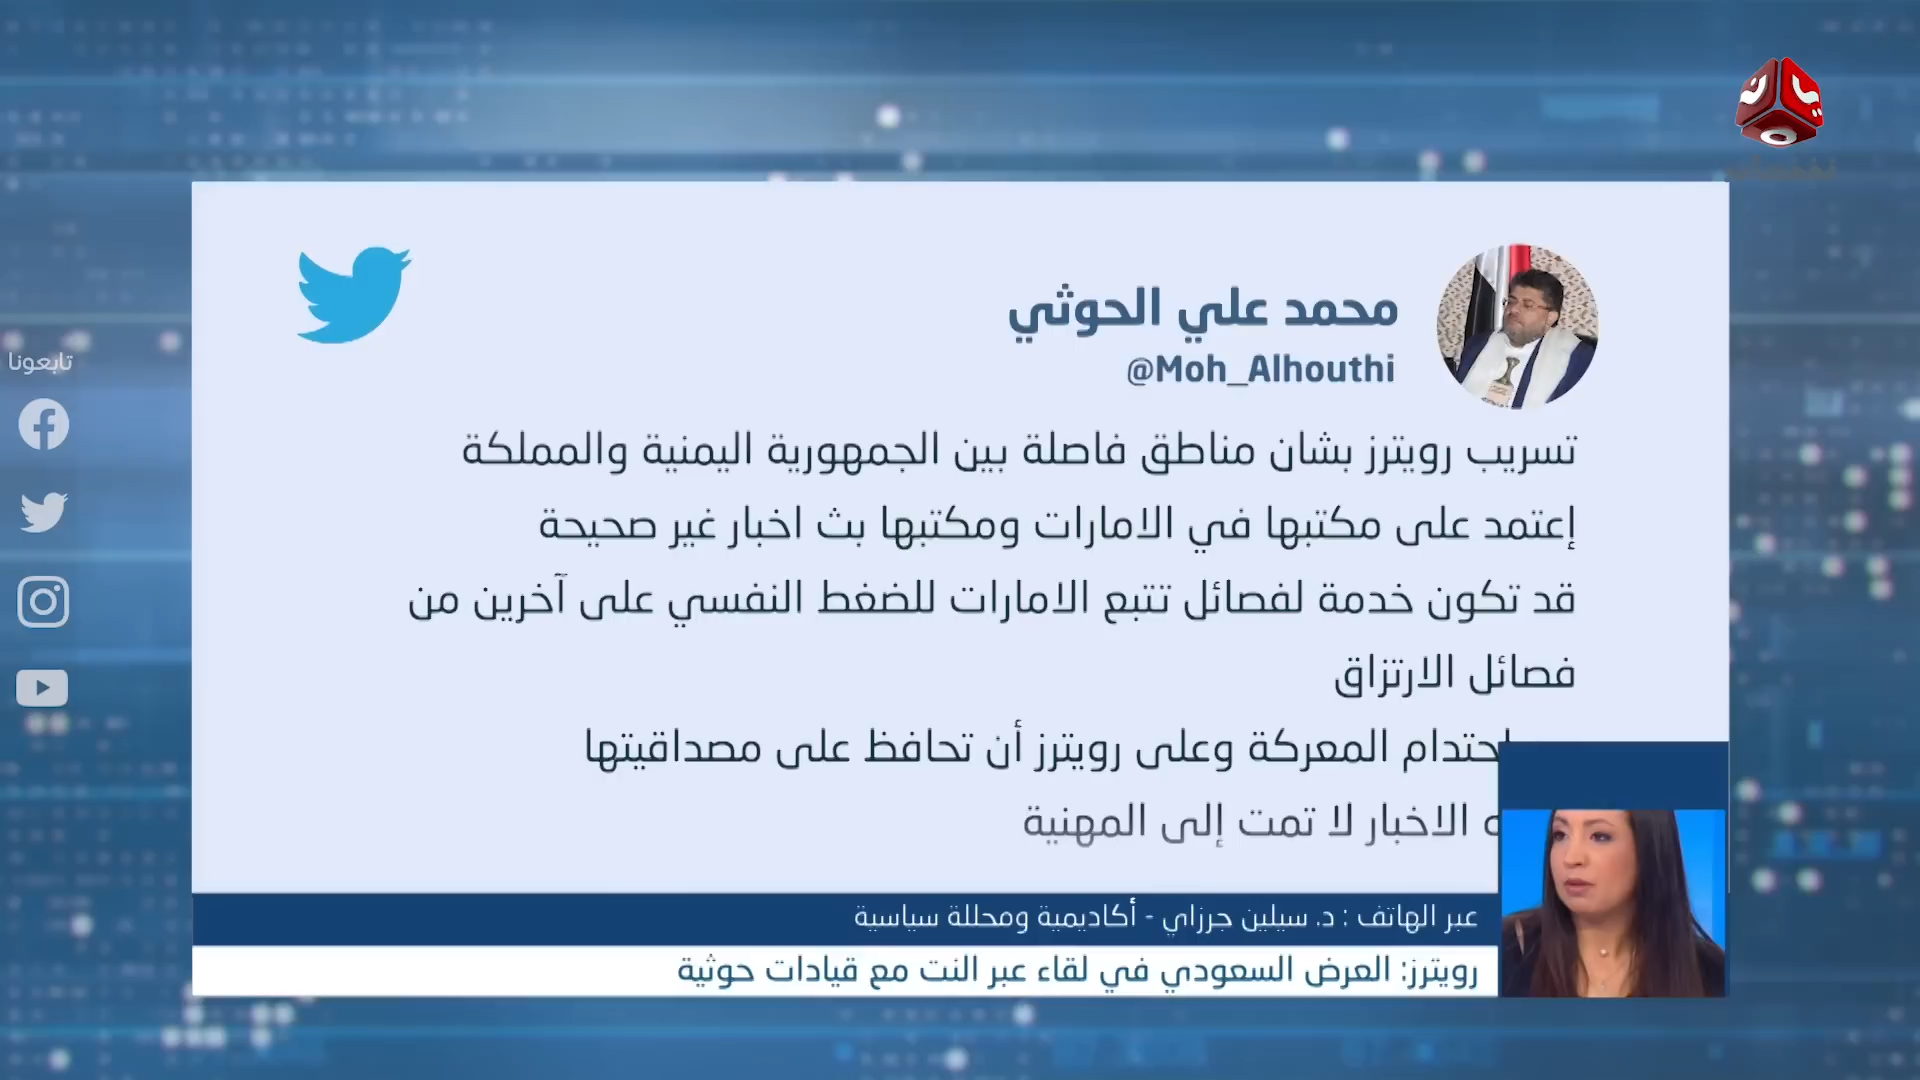 يمن
تابعونا
محمد علي الحوثي
@Moh_Alhouthi
تسريب رويترز بشان مناطق فاصلة بين الجمهورية اليمنية والمملكة
إعتمد على مكتبها في الامارات ومكتبها بث اخبار غير صحيحة
قد تكون خدمة لفصائل تتبع الامارات للضغط النفسي على آخرين من
فصائل الارتزاق
احتدام المعركة وعلى رويترز أن تحافظ على مصداقيتها
الاخبار لا تمت إلى المهنية
عبر الهاتف : د. سيلين جرزاي - أكاديمية ومحللة سياسية
رويترز: العرض السعودي في لقاء عبر النت مع قيادات حوثية